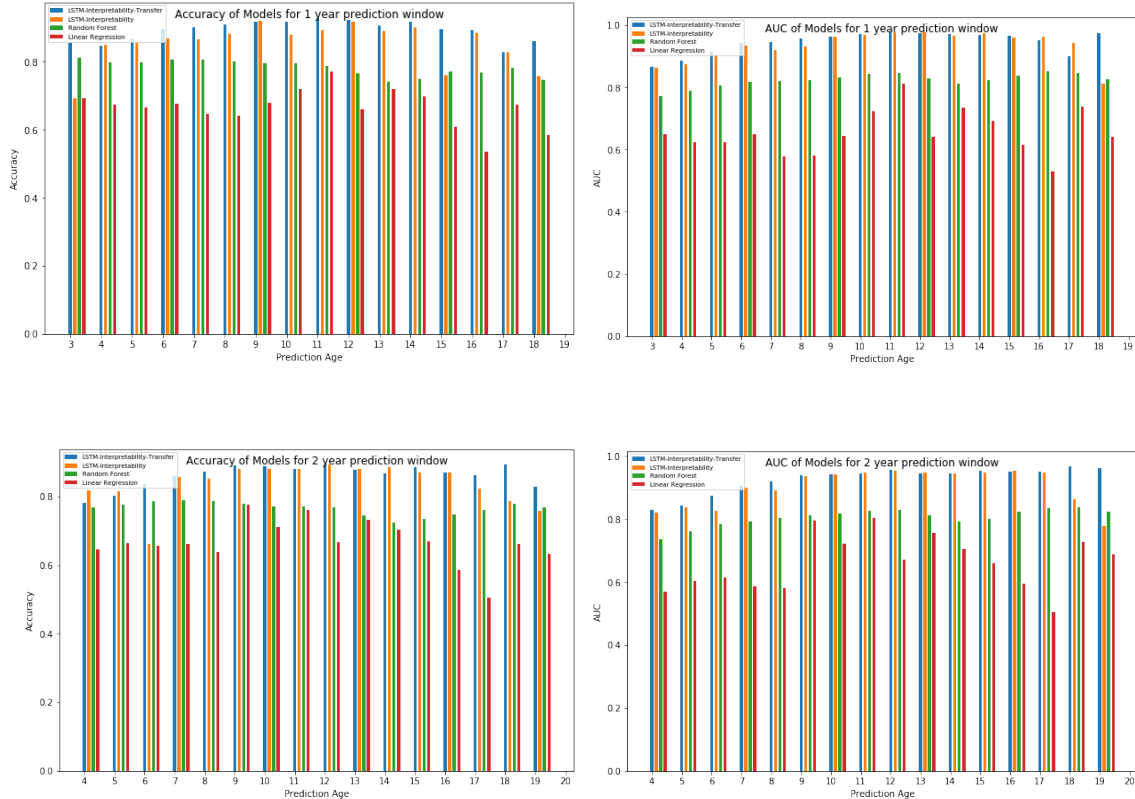 Accuracy of Models for 1 year prediction window
LSTM-Interpretability-Transfer
LSTM-Interpretability
Random Forest
Linear Regression
Accuracy
0.8
0.6
0.4
0.2
0.0
3 4 5 6 7 8 9 10 11 12 13 14 15 16 17 18 19
Prediction Age
AUC of Models for 1 year prediction window
LSTM-Interpretability-Transfer
LSTM-Interpretability
Random Forest
Linear Regression
AUC
1.0
0.8
0.6
0.4
0.2
0.0
3 4 5 6 7 8 9 10 11 12 13 14 15 16 17 18 19
Prediction Age
Accuracy of Models for 2 year prediction window
LSTM-Interpretability-Transfer
LSTM-Interpretability
Random Forest
Linear Regression
Accuracy
0.8
0.6
0.4
0.2
0.0
4 5 6 7 8 9 10 11 12 13 14 15 16 17 18 19 20
Prediction Age
AUC of Models for 2 year prediction window
LSTM-Interpretability-Transfer
LSTM-Interpretability
Random Forest
Linear Regression
AUC
1.0
0.8
0.6
0.4
0.2
0.0
4 5 6 7 8 9 10 11 12 13 14 15 16 17 18 19 20
Prediction Age